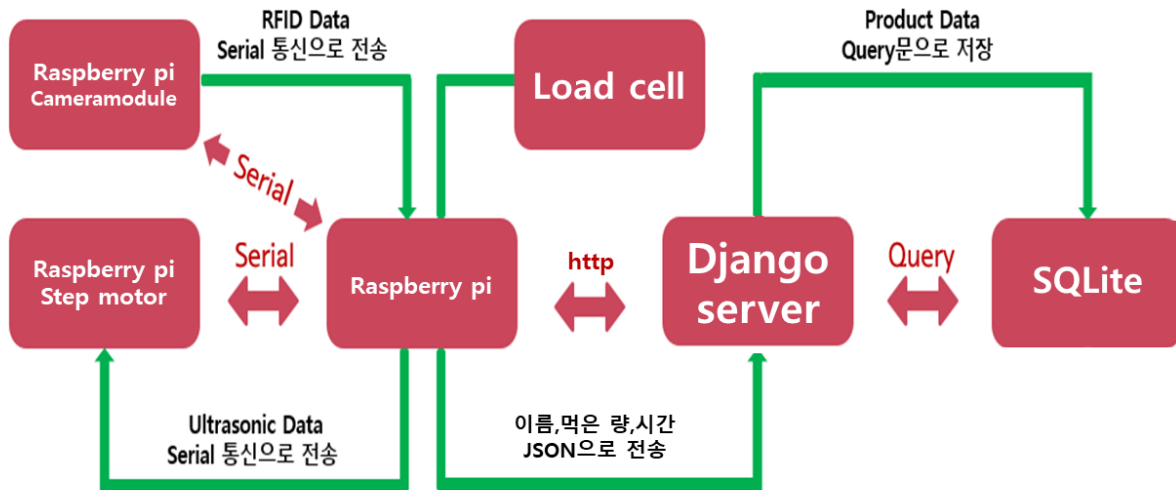 RFID Data
Serial 통신으로 전송
Product Data
Query문으로 저장
Raspberry pi
Cameramodule
Load cell
Serial
Raspberry pi
Step motor
Serial
Raspberry pi
http
Django
server
Query
SQLite
Ultrasonic Data
Serial 통신으로 전송
이름,먹은 량,시간
JSON으로 전송